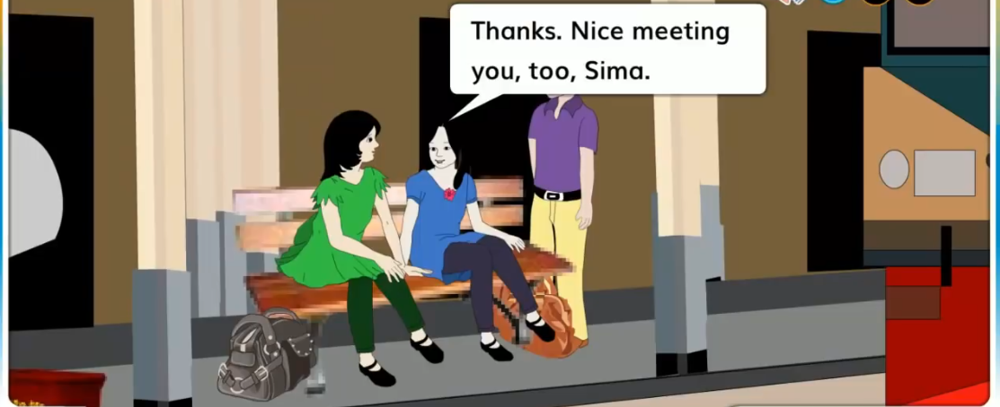 Thanks. Nice meeting
you, too, Sima.